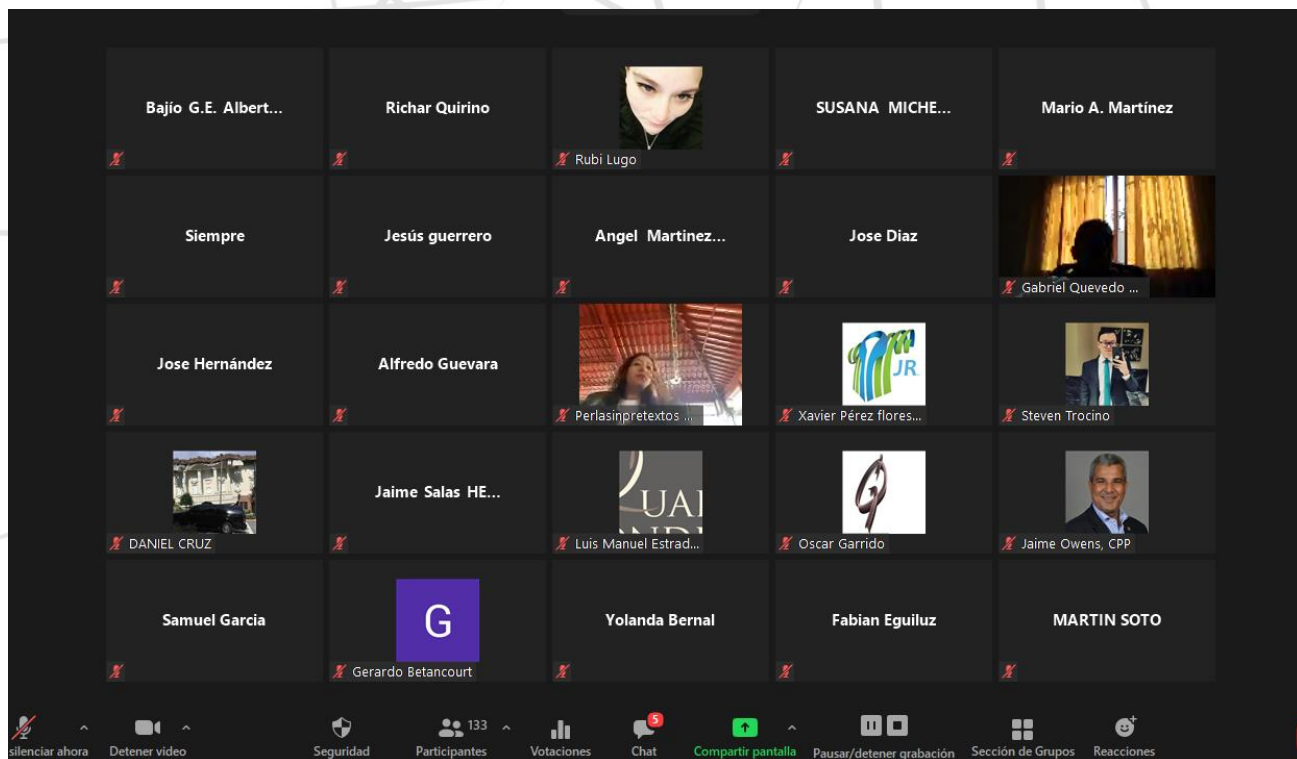 Bajío G.E. Albert...
Richar Quirino
Rubi Lugo
SUSANA MICHE...
Mario A. Martínez
Siempre
Jesús guerrero
Angel Martinez...
Jose Diaz
Gabriel Quevedo ...
Jose Hernández
Alfredo Guevara
Perlasinpretextos ...
JR
Xavier Pérez flores...
Steven Trocino
DANIEL CRUZ
Jaime Salas HE...
Luis Manuel Estrad...
Oscar Garrido
Jaime Owens, CPP
Samuel Garcia
G
Gerardo Betancourt
Yolanda Bernal
Fabian Eguiluz
MARTIN SOTO
133
5
silenciar ahora
Detener video
Seguridad
Participantes
Votaciones
Chat
Compartir pantalla
Pausar/detener grabación
Sección de Grupos
Reacciones